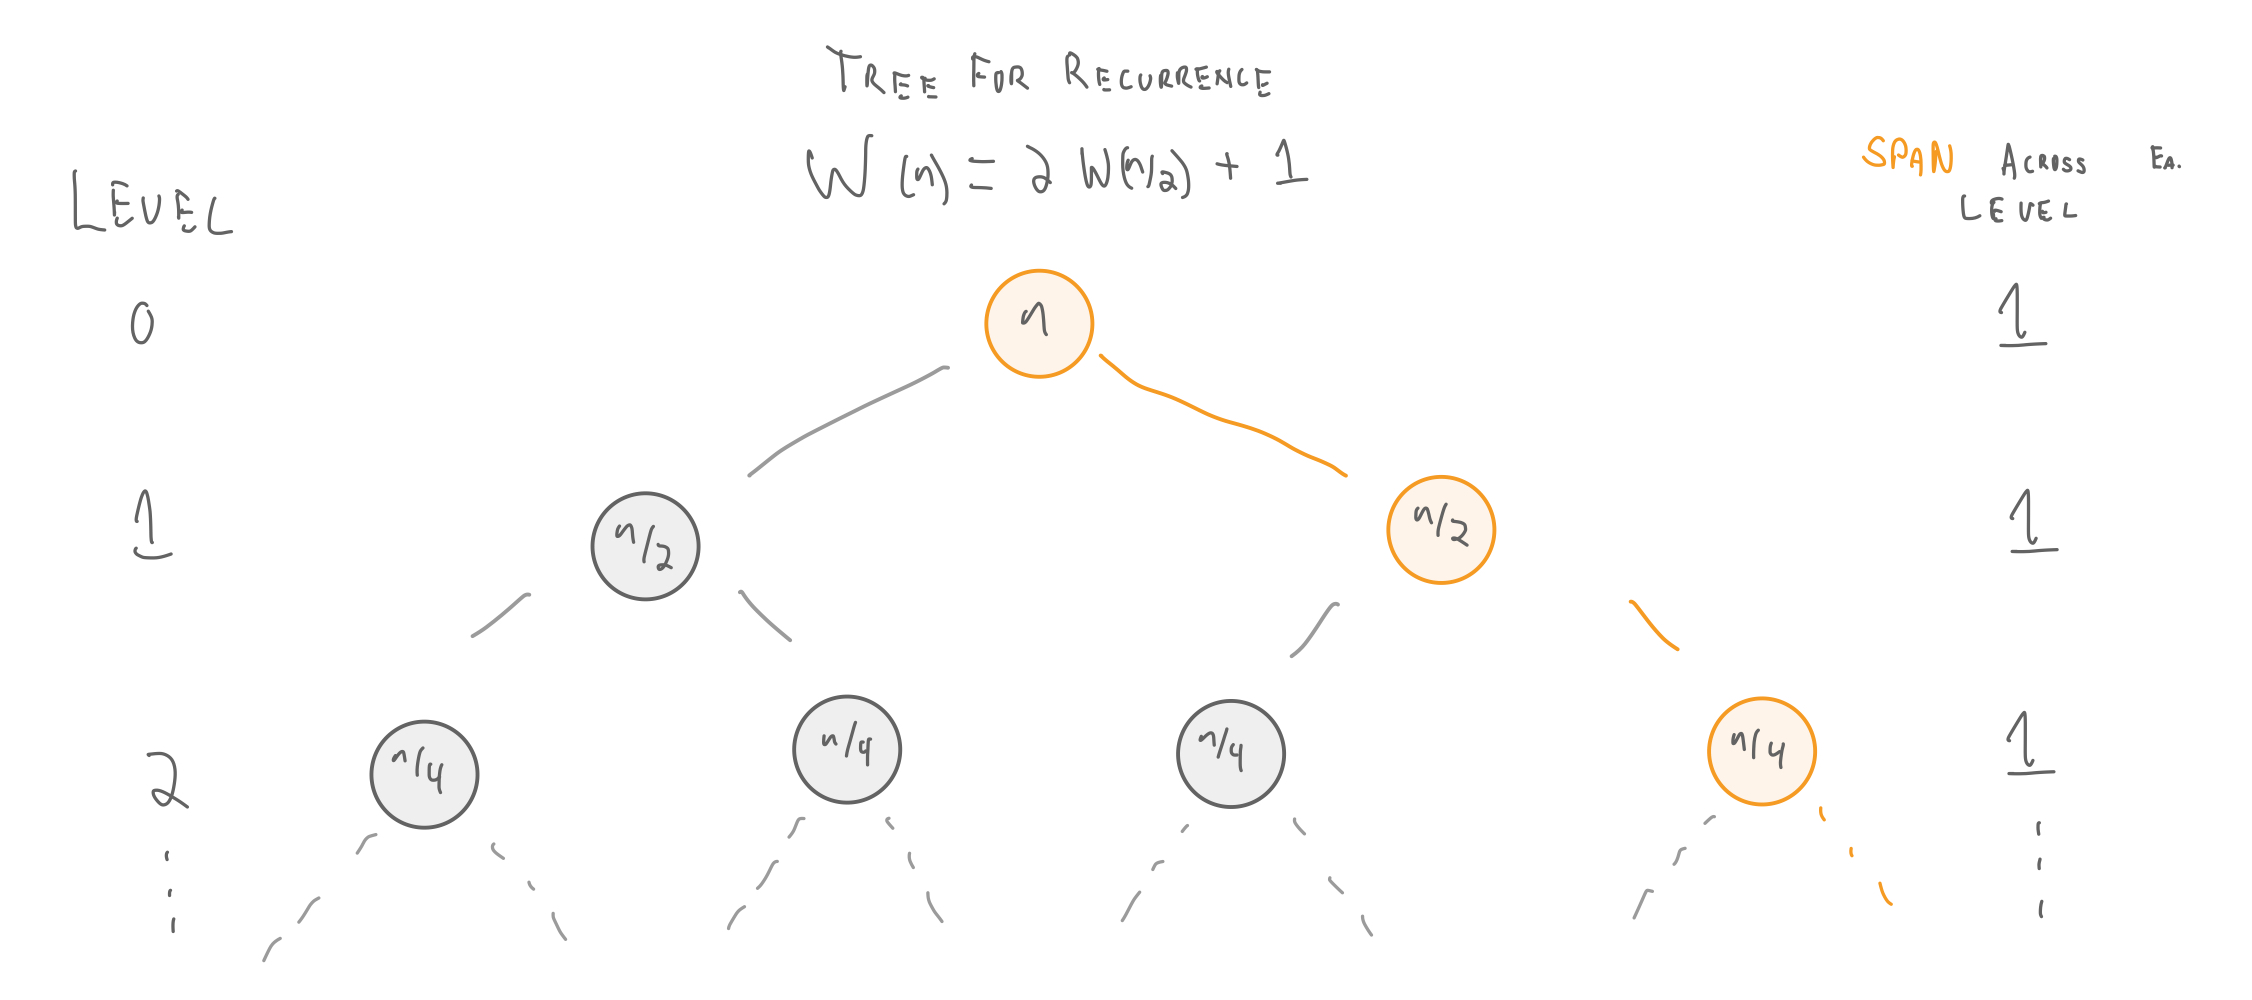 TREE FOR RECURRENCE
W(n) = 2 W(n/2) + 1
LEVEL
SPAN ACROSS EA.
LEVEL
0
n
1
1
n/2
n/2
1
2
n/4
n/4
n/4
n/4
1